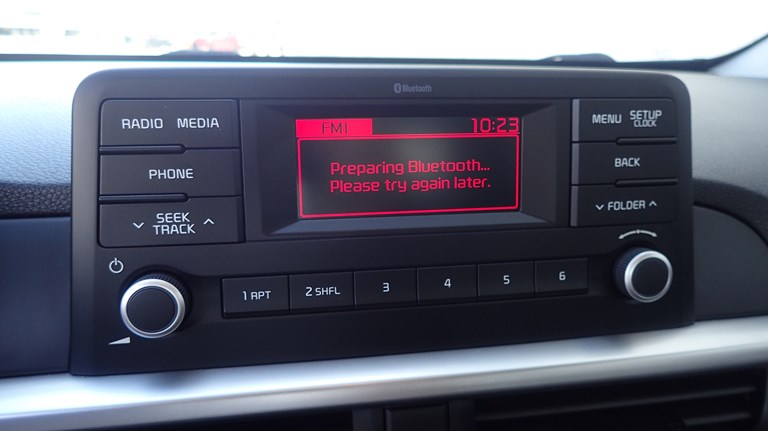 Bluetooth
RADIO MEDIA
PHONE
SEEK
TRACK
FM1 10:23
Preparing Bluetooth...
Please try again later.
MENU SETUP
CLOCK
BACK
FOLDER
1 RPT 2 SHFL 3 4 5 6